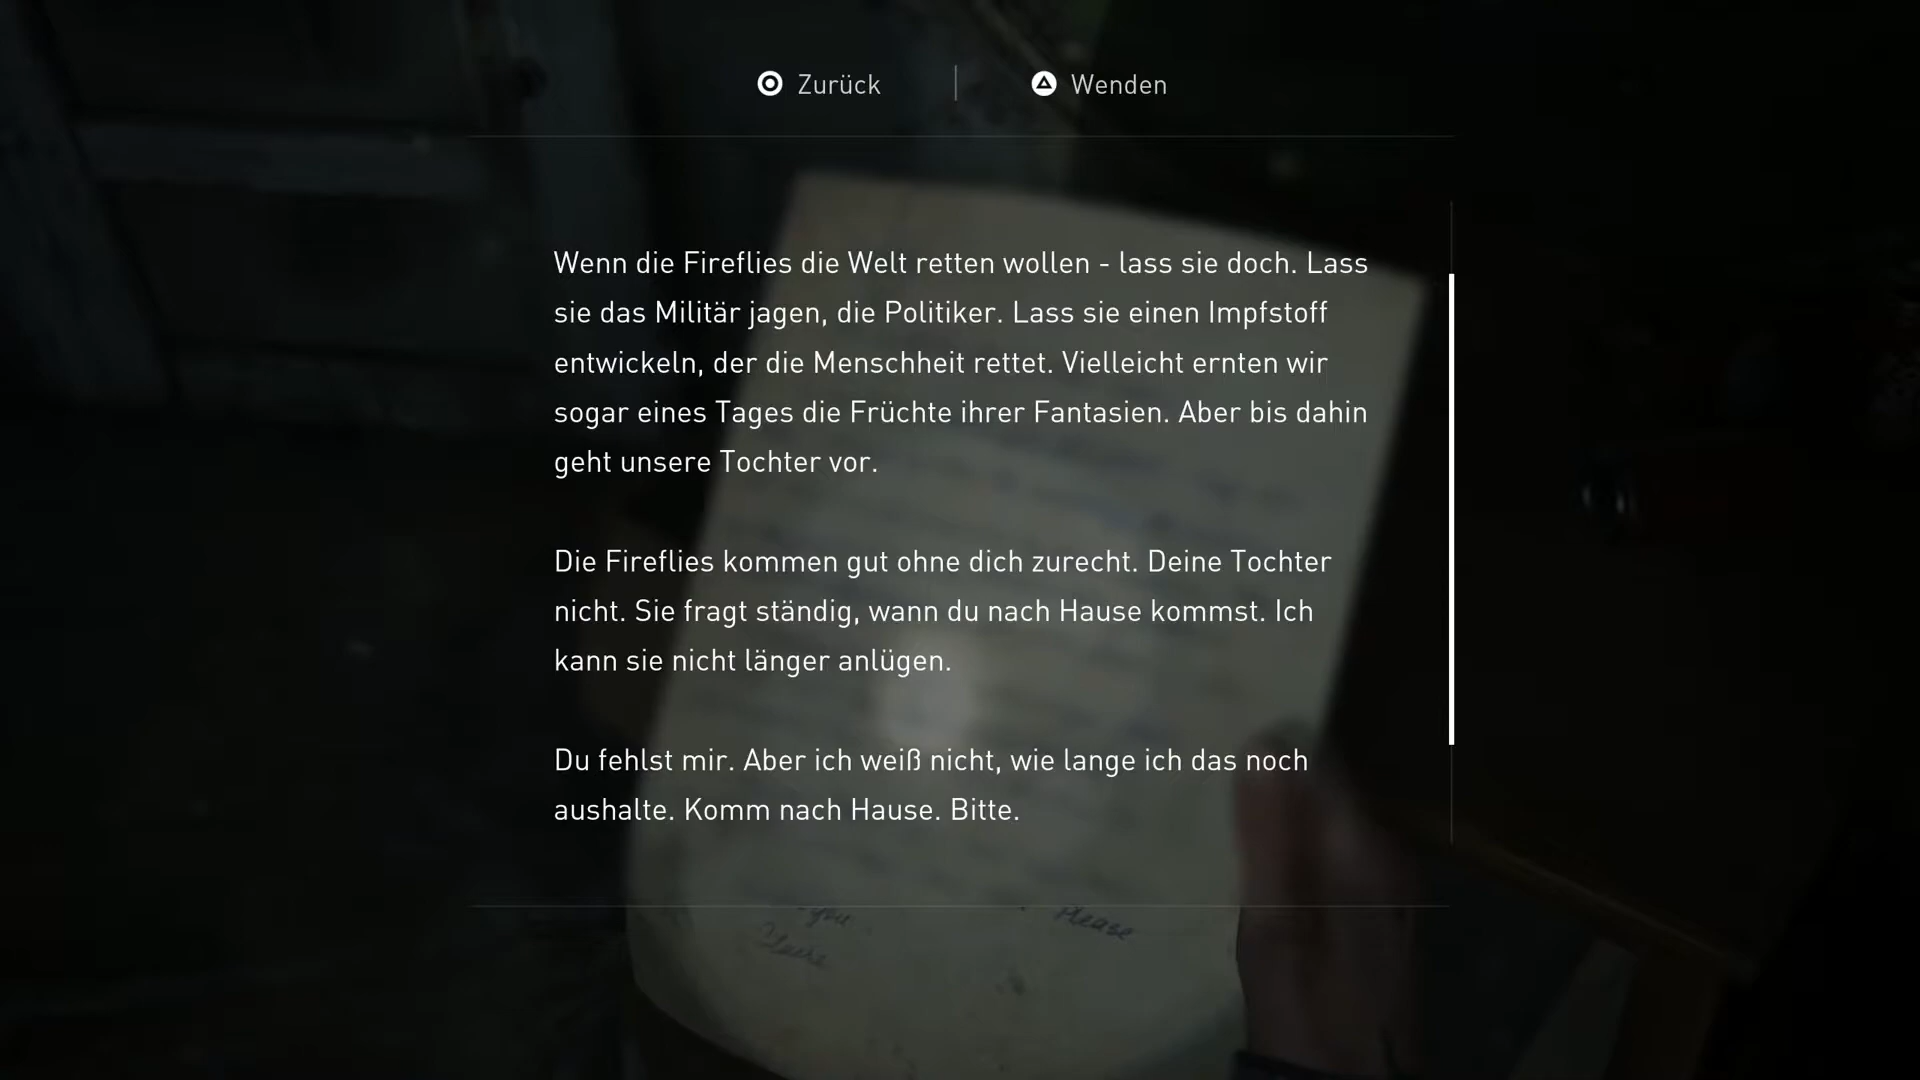 Zurück
Wenden
Wenn die Fireflies die Welt retten wollen - lass sie doch. Lass
sie das Militär jagen, die Politiker. Lass sie einen Impfstoff
entwickeln, der die Menschheit rettet. Vielleicht ernten wir
sogar eines Tages die Früchte ihrer Fantasien. Aber bis dahin
geht unsere Tochter vor.
Die Fireflies kommen gut ohne dich zurecht. Deine Tochter
nicht. Sie fragt ständig, wann du nach Hause kommst. Ich
kann sie nicht länger anlügen.
Du fehlst mir. Aber ich weiß nicht, wie lange ich das noch
aushalte. Komm nach Hause. Bitte.
you
Please